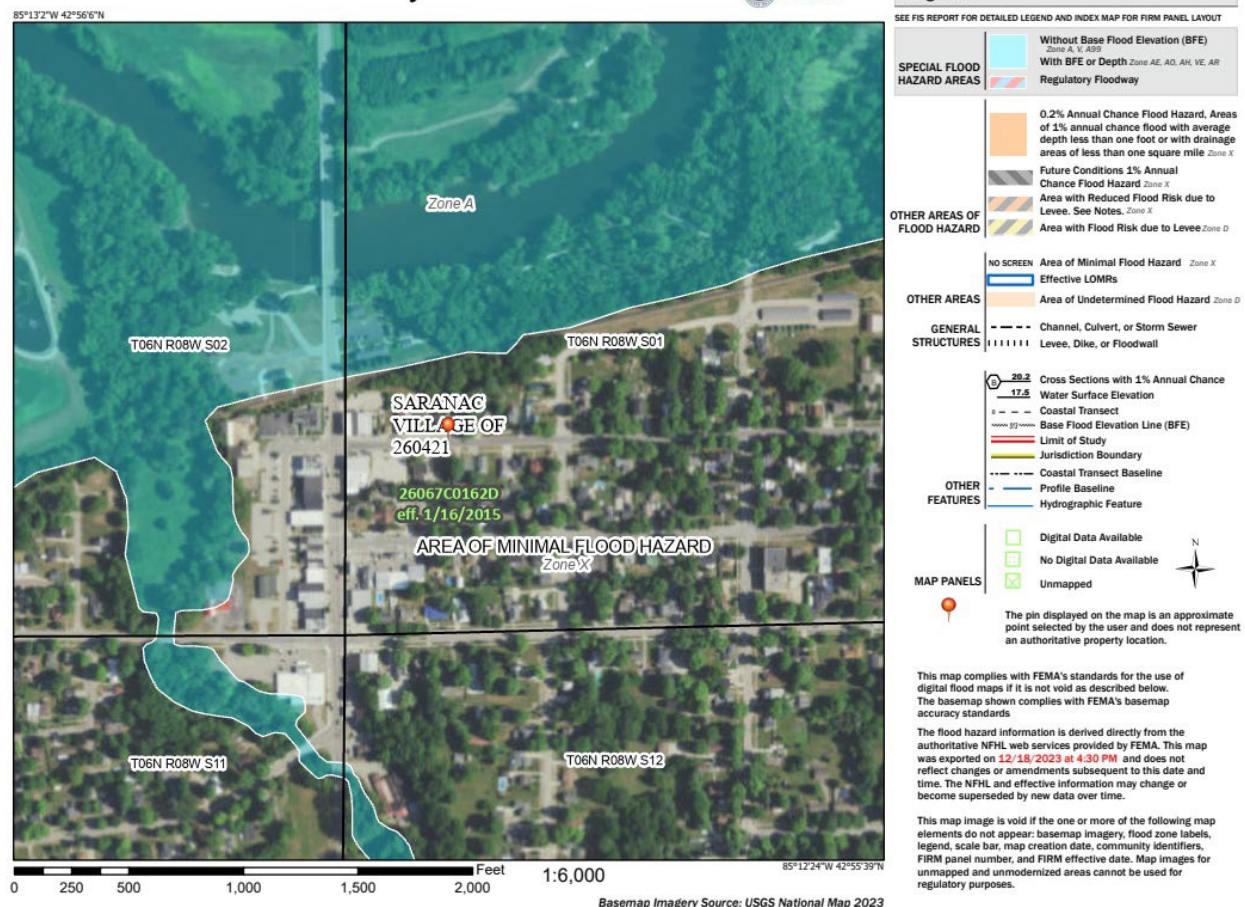 85°13'2"W 42°56'6"N
SEE FIS REPORT FOR DETAILED LEGEND AND INDEX MAP FOR FIRM PANEL LAYOUT
SPECIAL FLOOD
HAZARD AREAS
Without Base Flood Elevation (BFE)
Zone A, V, A99
With BFE or Depth Zone AE, AO, AH, VE, AR
Regulatory Floodway
0.2% Annual Chance Flood Hazard, Areas
of 1% annual chance flood with average
depth less than one foot or with drainage
areas of less than one square mile Zone X
Future Conditions 1% Annual
Chance Flood Hazard Zone X
Area with Reduced Flood Risk due to
Levee. See Notes. Zone X
Area with Flood Risk due to Levee Zone D
OTHER AREAS OF
FLOOD HAZARD
NO SCREEN Area of Minimal Flood Hazard Zone X
Effective LOMRs
OTHER AREAS
Area of Undetermined Flood Hazard Zone D
GENERAL
STRUCTURES
Channel, Culvert, or Storm Sewer
Levee, Dike, or Floodwall
B 20.2 Cross Sections with 1% Annual Chance
17.5 Water Surface Elevation
8 Coastal Transect
513 Base Flood Elevation Line (BFE)
Limit of Study
Jurisdiction Boundary
Coastal Transect Baseline
OTHER
FEATURES
Profile Baseline
Hydrographic Feature
Digital Data Available
No Digital Data Available
Unmapped
MAP PANELS
N
The pin displayed on the map is an approximate
point selected by the user and does not represent
an authoritative property location.
This map complies with FEMA's standards for the use of
digital flood maps if it is not void as described below.
The basemap shown complies with FEMA's basemap
accuracy standards
The flood hazard information is derived directly from the
authoritative NFHL web services provided by FEMA. This map
was exported on 12/18/2023 at 4:30 PM and does not
reflect changes or amendments subsequent to this date and
time. The NFHL and effective information may change or
become superseded by new data over time.
This map image is void if the one or more of the following map
elements do not appear: basemap imagery, flood zone labels,
legend, scale bar, map creation date, community identifiers,
FIRM panel number, and FIRM effective date. Map images for
unmapped and unmodernized areas cannot be used for
regulatory purposes.
Zone A
T06N R08W S02
T06N R08W S01
SARANAC
VILLAGE OF
260421
26067C0162D
eff. 1/16/2015
AREA OF MINIMAL FLOOD HAZARD
Zone X
T06N R08W S11
T06N R08W S12
85°12'24"W 42°55'39"N
0 250 500 1,000 1,500 2,000 Feet 1:6,000
Basemap Imagery Source: USGS National Map 2023